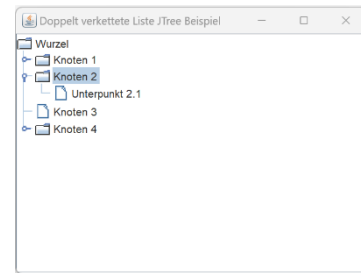 Doppelt verkettete Liste JTree Beispiel
Wurzel
Knoten 1
Knoten 2
Unterpunkt 2.1
Knoten 3
Knoten 4